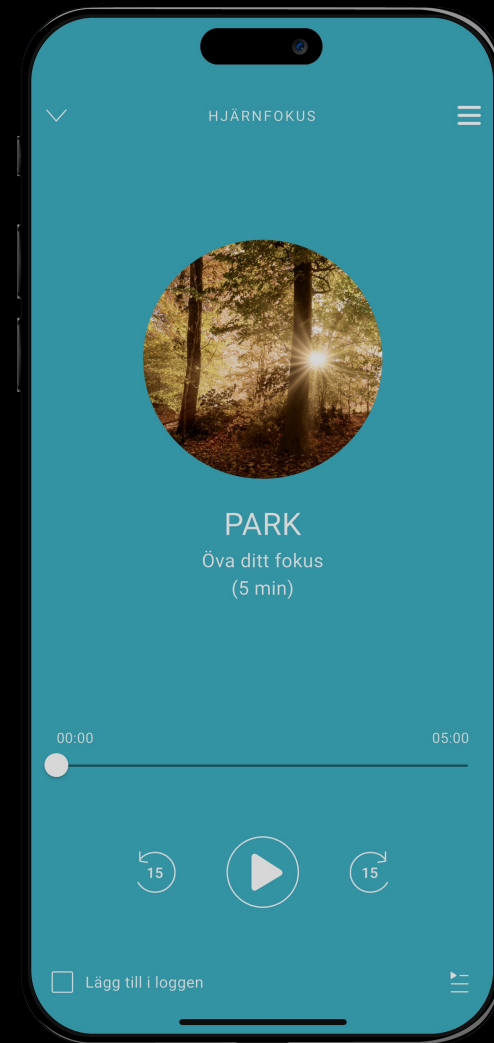 HJÄRNFOKUS
PARK
Öva ditt fokus
(5 min)
00:00 05:00
15 15
Lägg till i loggen